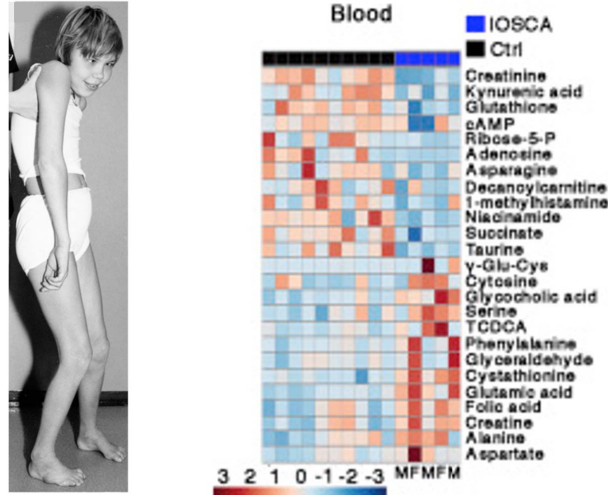 Blood
IOSCA
Ctrl
Creatinine
Kynurenic acid
Glutathione
cAMP
Ribose-5-P
Adenosine
Asparagine
Decanoylcarnitine
1-methylhistamine
Niacinamide
Succinate
Taurine
γ-Glu-Cys
Cytosine
Glycocholic acid
Serine
TCDCA
Phenylalanine
Glyceraldehyde
Cystathionine
Glutamic acid
Folic acid
Creatine
Alanine
Aspartate
MFMFM
3 2 1 0 -1 -2 -3